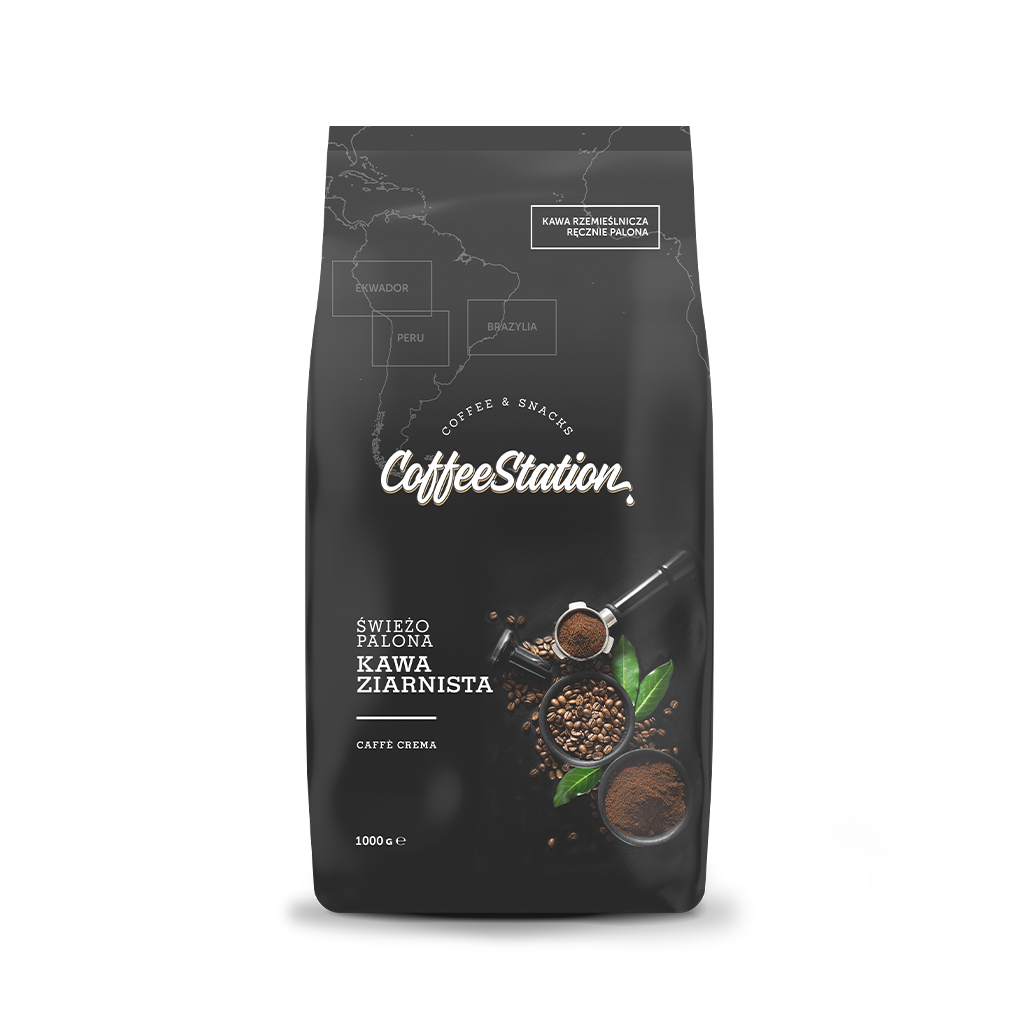 KAWA RZEMIEŚLNICZA
RĘCZNIE PALONA
EKWADOR
PERU
BRAZYLIA
COFFEE & SNACKS
CoffeeStation
ŚWIEŻO
PALONA
KAWA
ZIARNISTA
CAFFÈ CREMA
1000 G ℮